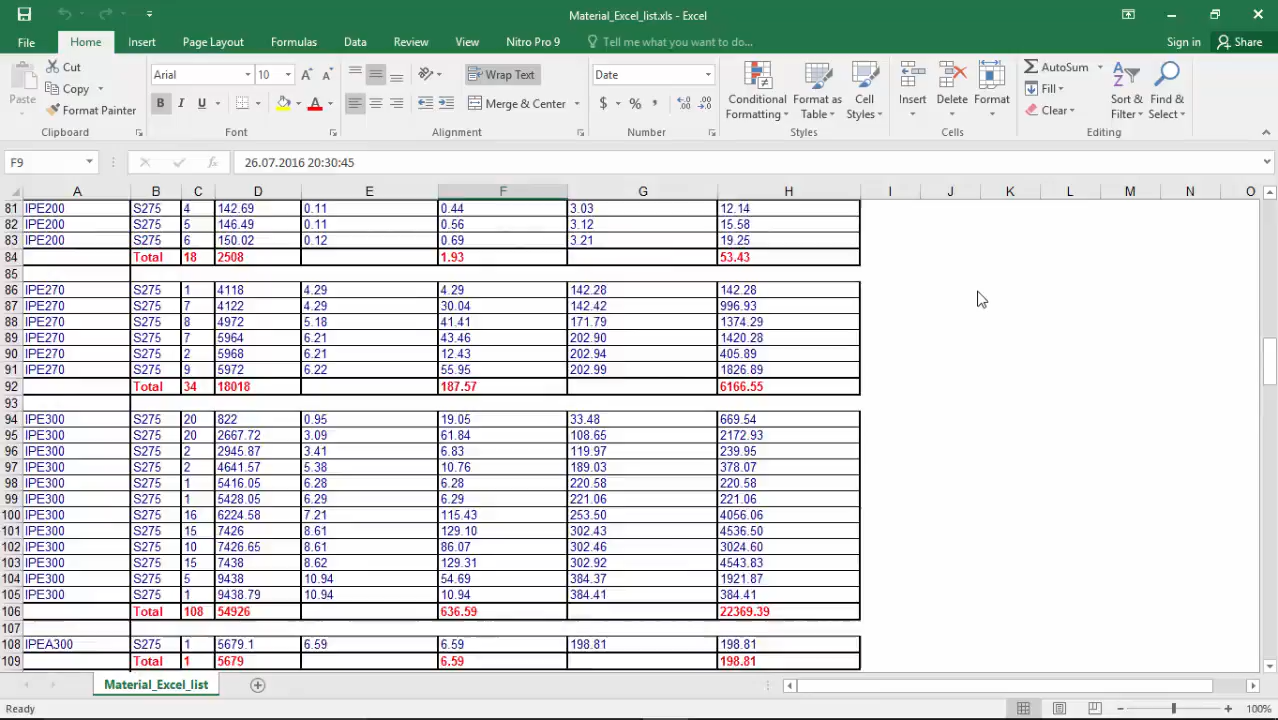 Material_Excel_list.xls - Excel
File Home Insert Page Layout Formulas Data Review View Nitro Pro 9 Tell me what you want to do... Sign in Share
Paste Cut Copy Format Painter Clipboard
Arial 10 A A B I U A Font
Wrap Text Merge & Center Alignment
Date $ % , Number
Conditional Formatting Format as Table Cell Styles Styles
Insert Delete Format Cells
AutoSum Fill Clear Sort & Filter Find & Select Editing
F9 fx 26.07.2016 20:30:45
A B C D E F G H I J K L M N O
81 IPE200 S275 4 142.69 0.11 0.44 3.03 12.14
82 IPE200 S275 5 146.49 0.11 0.56 3.12 15.58
83 IPE200 S275 6 150.02 0.12 0.69 3.21 19.25
84 Total 18 2508 1.93 53.43
85
86 IPE270 S275 1 4118 4.29 4.29 142.28 142.28
87 IPE270 S275 7 4122 4.29 30.04 142.42 996.93
88 IPE270 S275 8 4972 5.18 41.41 171.79 1374.29
89 IPE270 S275 7 5964 6.21 43.46 202.90 1420.28
90 IPE270 S275 2 5968 6.21 12.43 202.94 405.89
91 IPE270 S275 9 5972 6.22 55.95 202.99 1826.89
92 Total 34 18018 187.57 6166.55
93
94 IPE300 S275 20 822 0.95 19.05 33.48 669.54
95 IPE300 S275 20 2667.72 3.09 61.84 108.65 2172.93
96 IPE300 S275 2 2945.87 3.41 6.83 119.97 239.95
97 IPE300 S275 2 4641.57 5.38 10.76 189.03 378.07
98 IPE300 S275 1 5416.05 6.28 6.28 220.58 220.58
99 IPE300 S275 1 5428.05 6.29 6.29 221.06 221.06
100 IPE300 S275 16 6224.58 7.21 115.43 253.50 4056.06
101 IPE300 S275 15 7426 8.61 129.10 302.43 4536.50
102 IPE300 S275 10 7426.65 8.61 86.07 302.46 3024.60
103 IPE300 S275 15 7438 8.62 129.31 302.92 4543.83
104 IPE300 S275 5 9438 10.94 54.69 384.37 1921.87
105 IPE300 S275 1 9438.79 10.94 10.94 384.41 384.41
106 Total 108 54926 636.59 22369.39
107
108 IPEA300 S275 1 5679.1 6.59 6.59 198.81 198.81
109 Total 1 5679 6.59 198.81
Material_Excel_list
Ready 100%